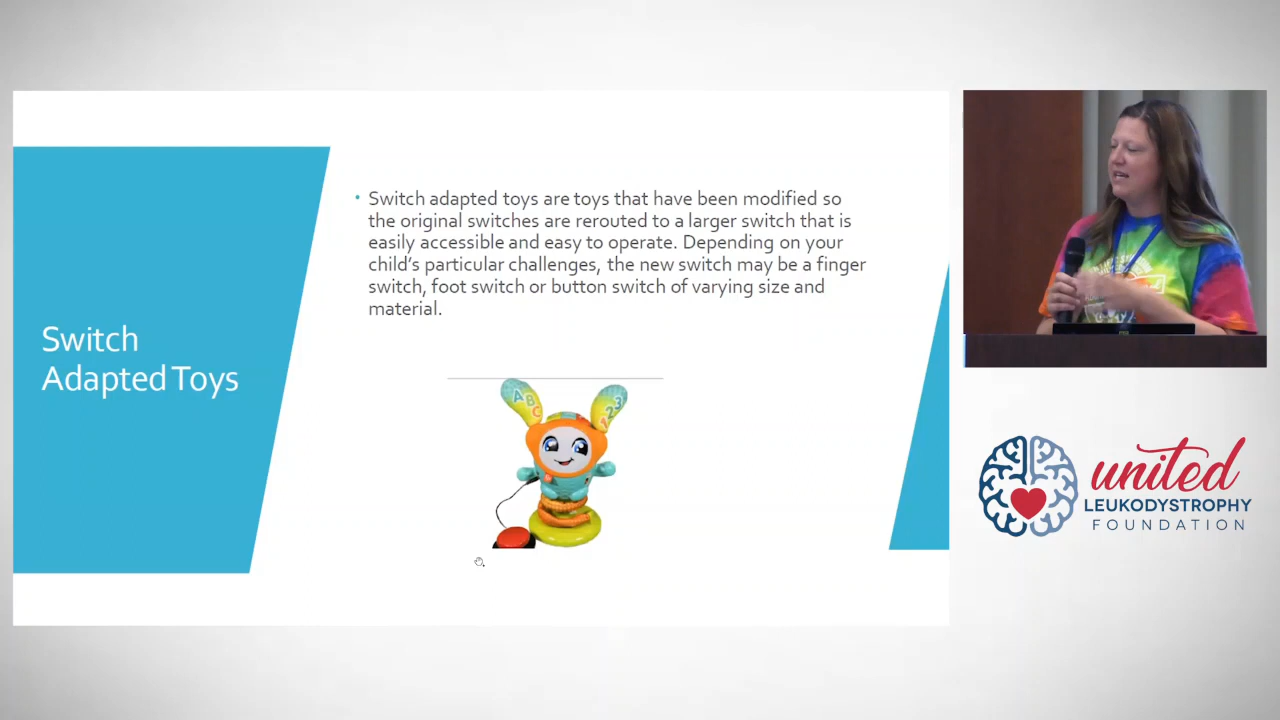 Switch
Adapted Toys
Switch adapted toys are toys that have been modified so
the original switches are rerouted to a larger switch that is
easily accessible and easy to operate. Depending on your
child's particular challenges, the new switch may be a finger
switch, foot switch or button switch of varying size and
material.
ABC
123
united
LEUKODYSTROPHY
FOUNDATION